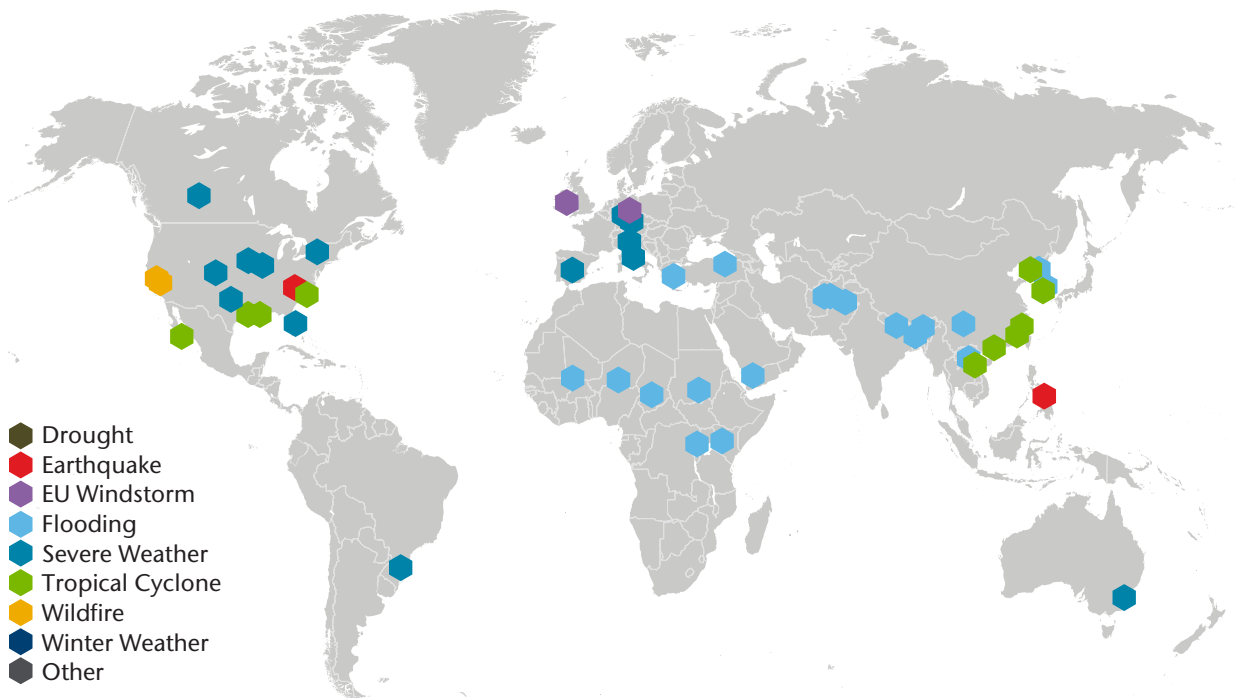 Drought
Earthquake
EU Windstorm
Flooding
Severe Weather
Tropical Cyclone
Wildfire
Winter Weather
Other